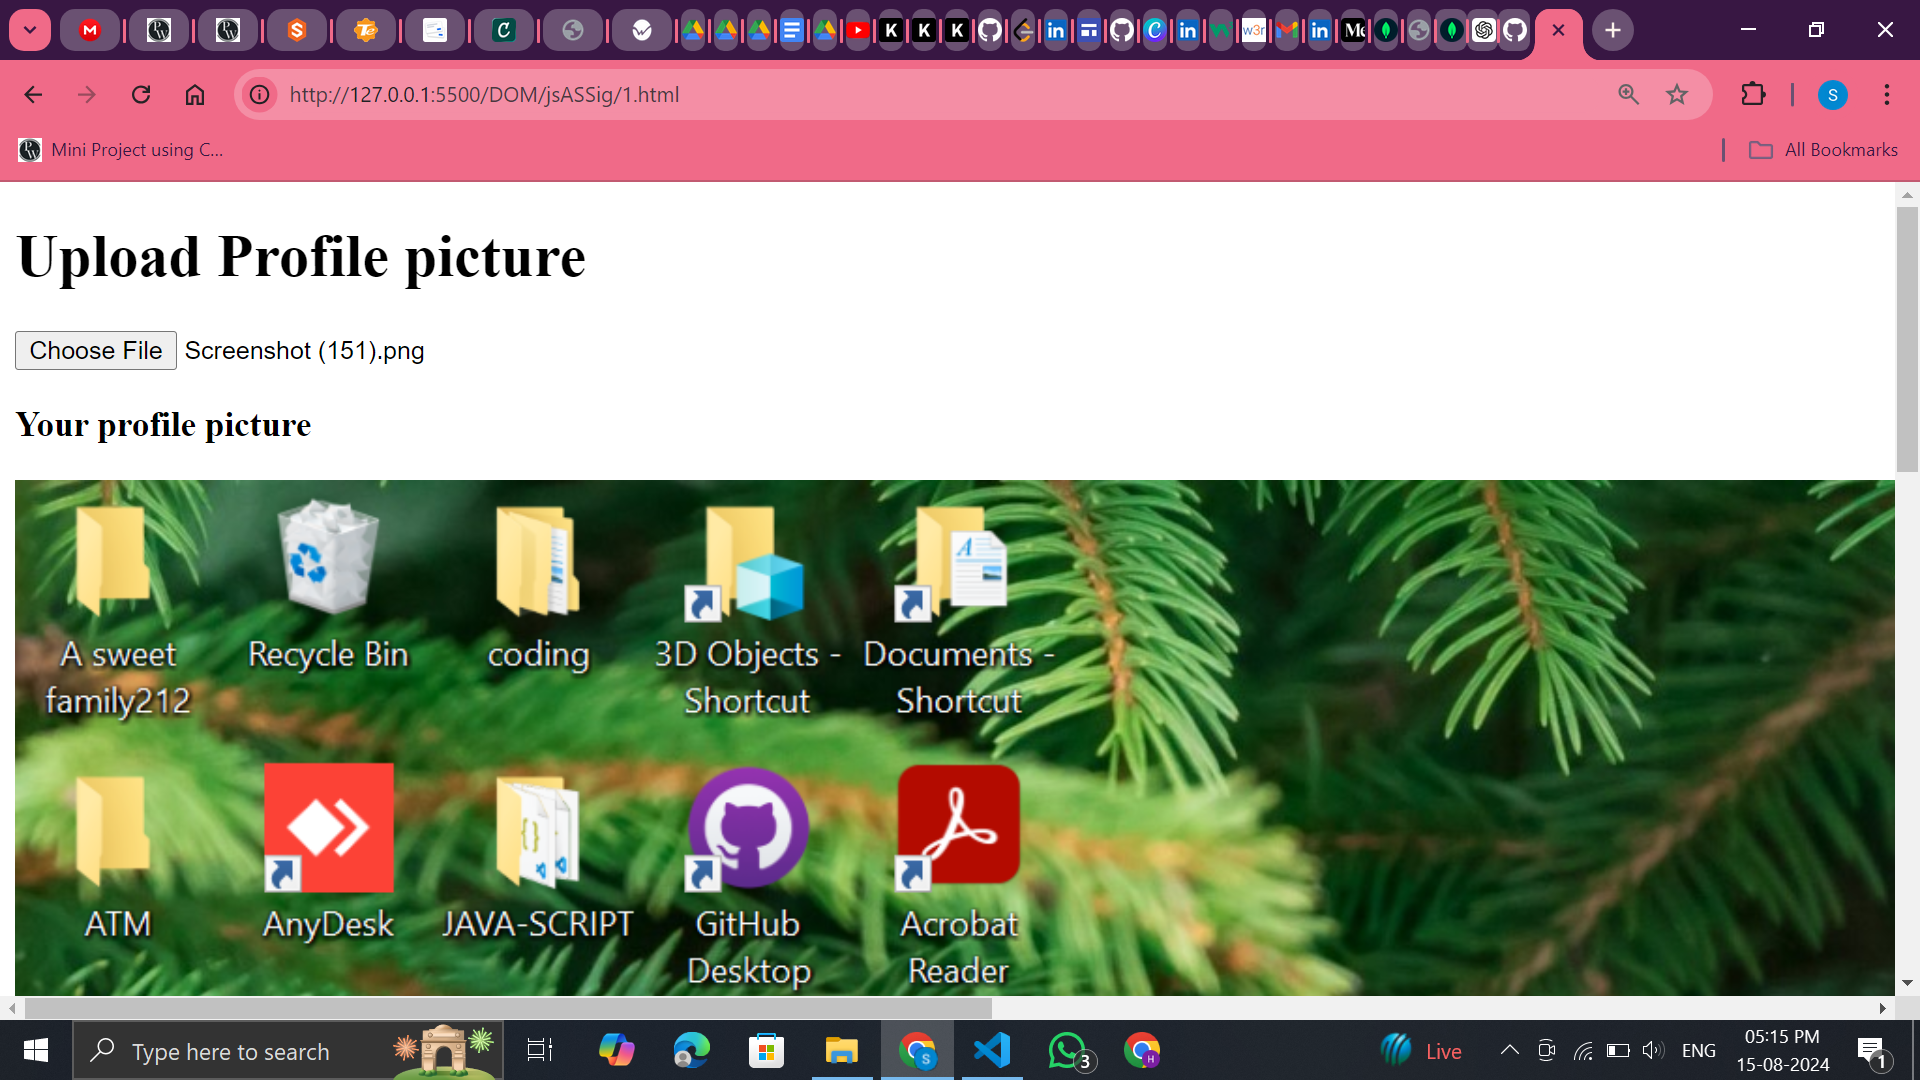 http://127.0.0.1:5500/DOM/jsASSig/1.html
S
Mini Project using C...
All Bookmarks
Upload Profile picture
Choose File Screenshot (151).png
Your profile picture
A sweet family212
Recycle Bin
coding
3D Objects - Shortcut
Documents - Shortcut
ATM
AnyDesk
JAVA-SCRIPT
GitHub Desktop
Acrobat Reader
Type here to search
3
Live
ENG
05:15 PM
15-08-2024
1